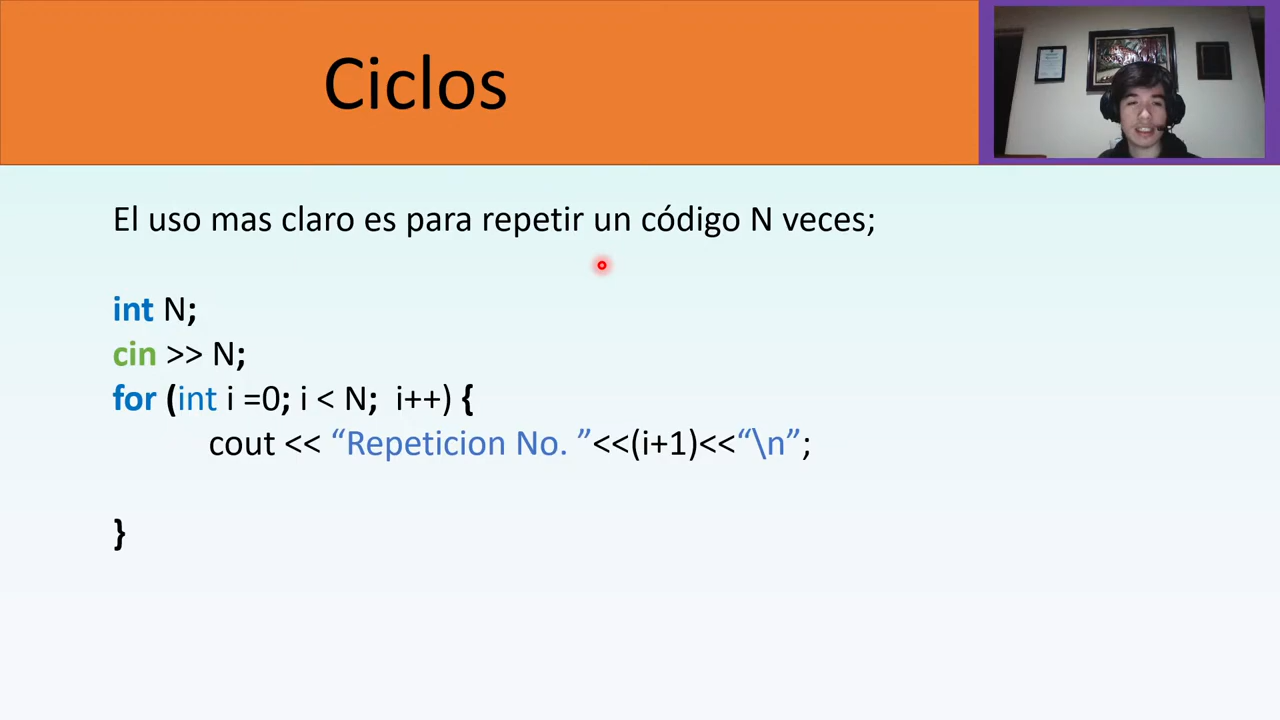 Ciclos
El uso mas claro es para repetir un código N veces;
int N;
cin >> N;
for (int i =0; i < N;  i++) {
cout << “Repeticion No. ”<<(i+1)<<“\n”;
}